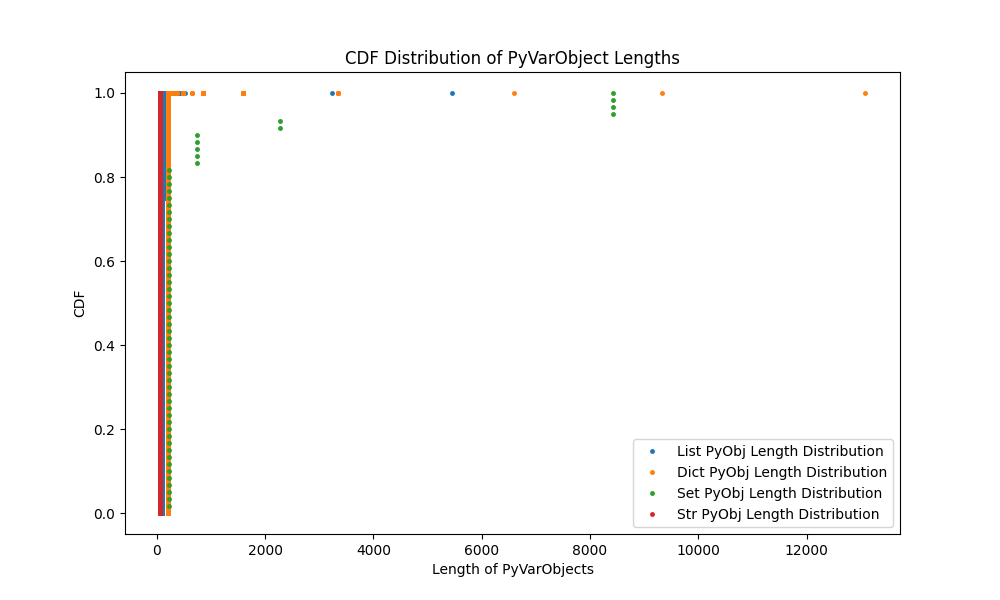 CDF Distribution of PyVarObject Lengths
CDF
1.0
0.8
0.6
0.4
0.2
0.0
List PyObj Length Distribution
Dict PyObj Length Distribution
Set PyObj Length Distribution
Str PyObj Length Distribution
0 2000 4000 6000 8000 10000 12000
Length of PyVarObjects